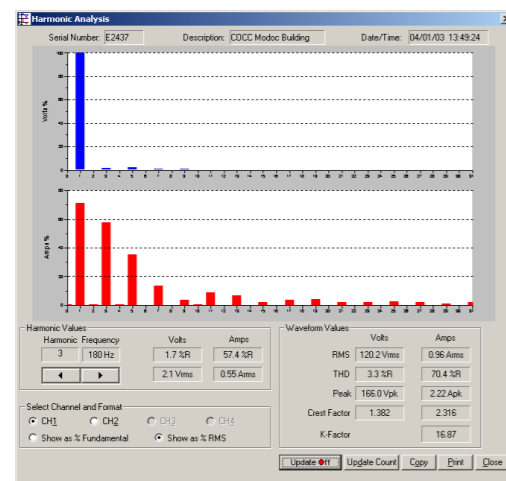 Harmonic Analysis
Serial Number: E2437 Description: COCC Modoc Building Date/Time: 04/01/03 13:49:24
Volts %
Amps %
Harmonic Values
Harmonic Frequency Volts Amps
3 180 Hz 1.7 %R 57.4 %R
2.1 Vrms 0.55 Arms
Waveform Values
Volts Amps
RMS 120.2 Vrms 0.96 Arms
THD 3.3 %R 70.4 %R
Peak 166.0 Vpk 2.22 Apk
Crest Factor 1.382 2.316
K-Factor 16.87
Select Channel and Format
CH1 CH2 CH3 CH4
Show as % Fundamental Show as % RMS
Update Off Update Count Copy Print Close